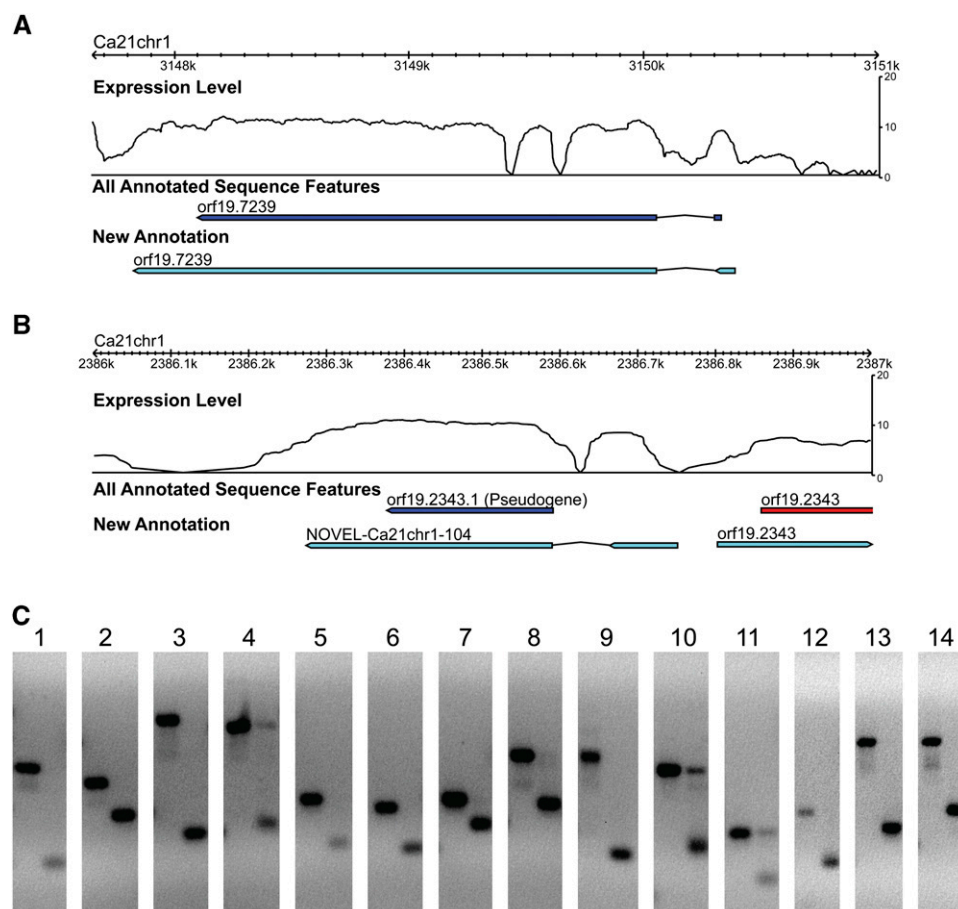 A
Ca21chr1
3148k 3149k 3150k 3151k
Expression Level
20
10
0
All Annotated Sequence Features
orf19.7239
New Annotation
orf19.7239
B
Ca21chr1
2386k 2386.1k 2386.2k 2386.3k 2386.4k 2386.5k 2386.6k 2386.7k 2386.8k 2386.9k 2387k
Expression Level
20
10
0
All Annotated Sequence Features
orf19.2343.1 (Pseudogene) orf19.2343
New Annotation
NOVEL-Ca21chr1-104 orf19.2343
C
1 2 3 4 5 6 7 8 9 10 11 12 13 14